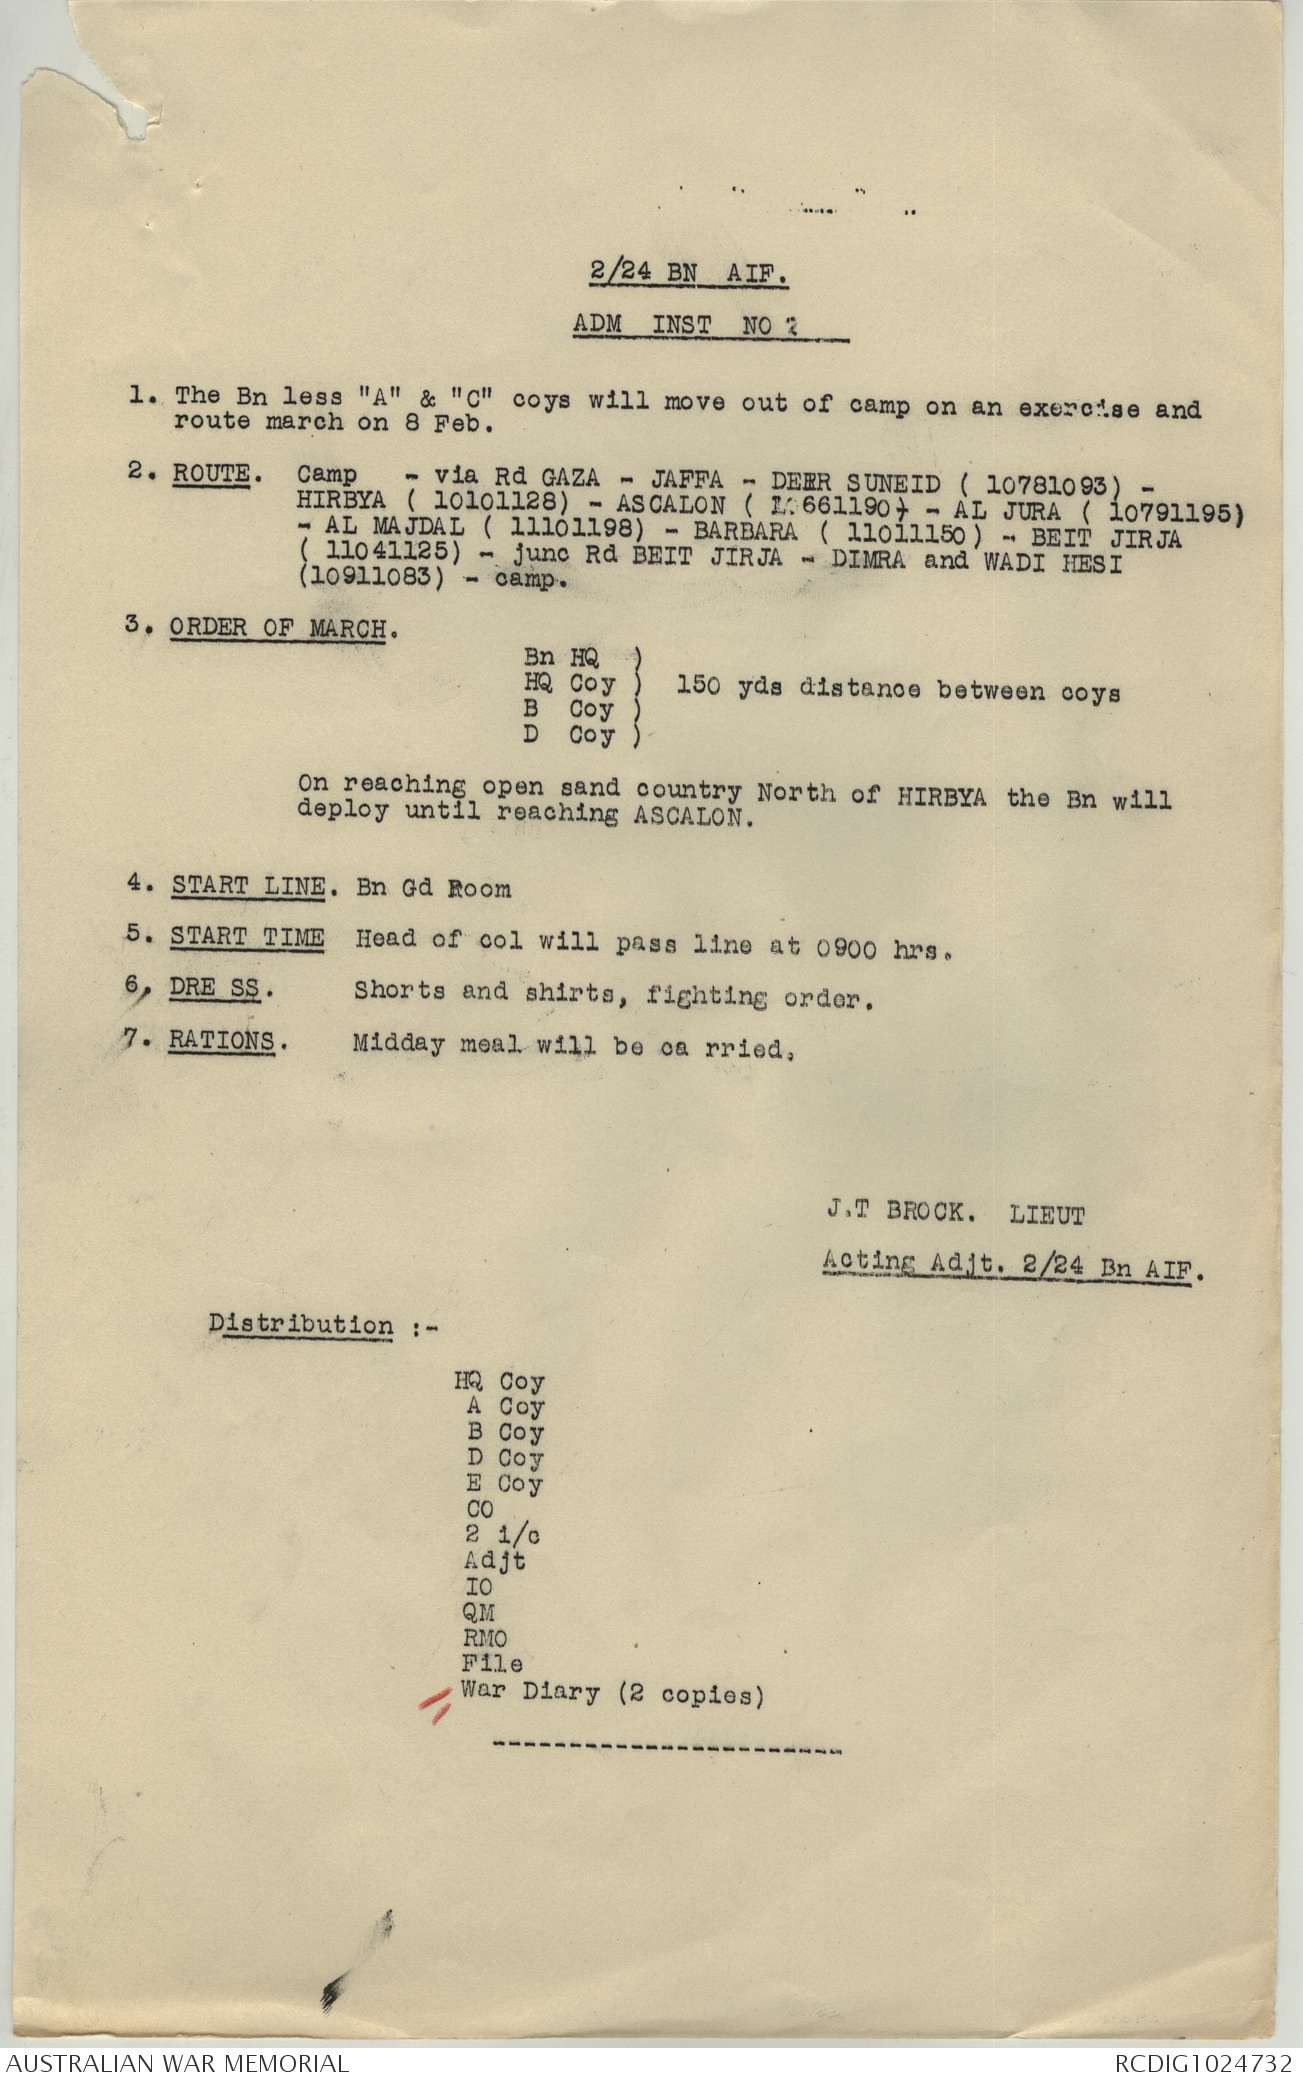 2/24 BN AIF.
ADM INST NO
1. The Bn less "A" & "C" coys will move out of camp on an exercise and
route march on 8 Feb.
2. ROUTE. Camp - via Rd GAZA - JAFFA - DEER SUNEID ( 10781093) -
HIRBYA ( 10101128) - ASCALON ( - AL JURA ( 10791195)
- AL MAJDAL ( 11101198) - BARBARA ( 11011150) - BEIT JIRJA
( 11041125) - junc Rd BEIT JIRJA - DIMRA and WADI HESI
(10911083) - camp.
3. ORDER OF MARCH.
Bn HQ )
HQ Coy ) 150 yds distance between coys
B Coy )
D Coy )
On reaching open sand country North of HIRBYA the Bn will
deploy until reaching ASCALON.
4. START LINE. Bn Gd Room
5. START TIME Head of col will pass line at 0900 hrs.
6. DRE SS. Shorts and shirts, fighting order.
7. RATIONS. Midday meal will be ca rried.
J.T BROCK. LIEUT
Acting Adjt. 2/24 Bn AIF.
Distribution :-
HQ Coy
A Coy
B Coy
D Coy
E Coy
CO
2 i/c
Adjt
IO
QM
RMO
File
War Diary (2 copies)
-----------------------
AUSTRALIAN WAR MEMORIAL RCDIG1024732